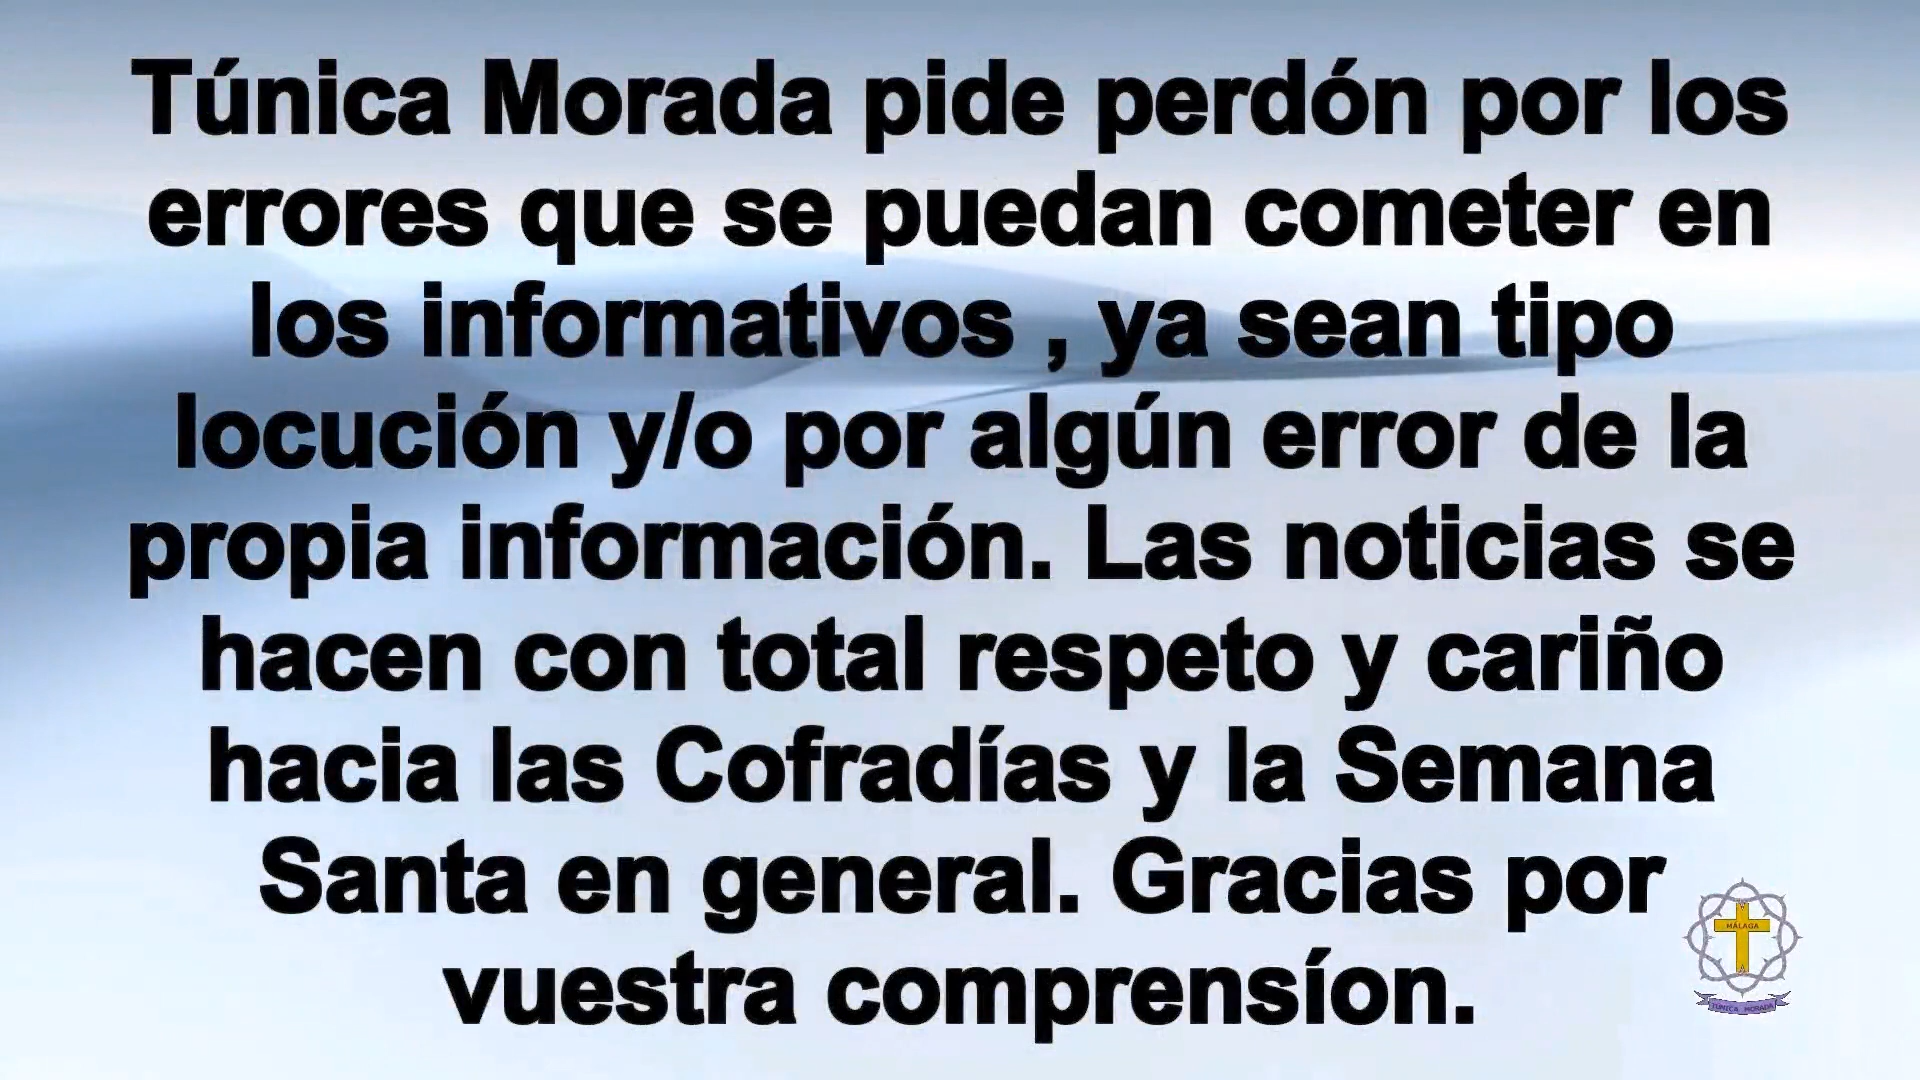 Túnica Morada pide perdón por los
errores que se puedan cometer en
los informativos , ya sean tipo
locución y/o por algún error de la
propia información. Las noticias se
hacen con total respeto y cariño
hacia las Cofradías y la Semana
Santa en general. Gracias por
vuestra comprensíon.
MÁLAGA
TÚNICA MORADA